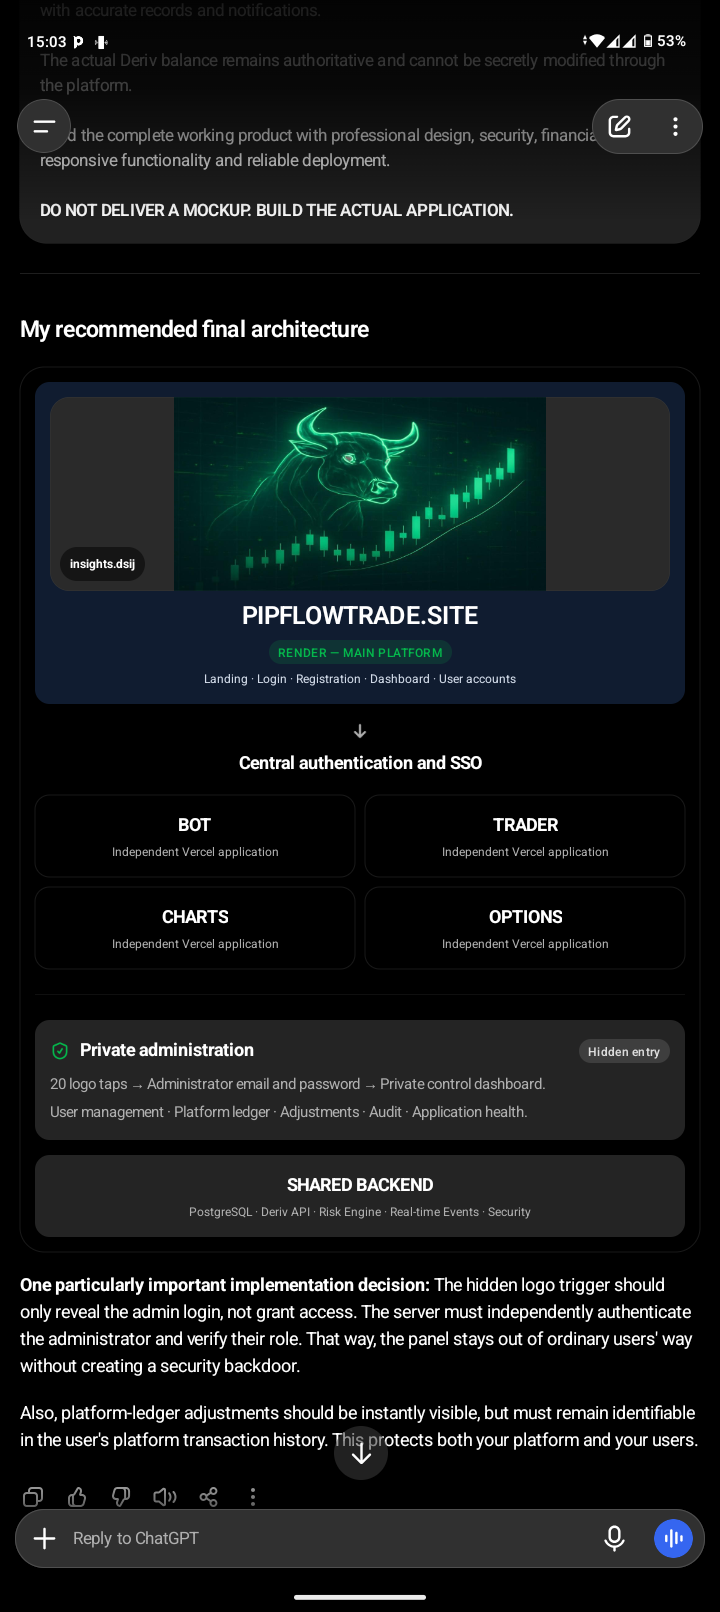 with accurate records and notifications.
15:03
53%
The actual Deriv balance remains authoritative and cannot be secretly modified through
the platform.
d the complete working product with professional design, security, financia
responsive functionality and reliable deployment.
DO NOT DELIVER A MOCKUP. BUILD THE ACTUAL APPLICATION.
My recommended final architecture
insights.dsij
PIPFLOWTRADE.SITE
RENDER — MAIN PLATFORM
Landing · Login · Registration · Dashboard · User accounts
↓
Central authentication and SSO
BOT
Independent Vercel application
TRADER
Independent Vercel application
CHARTS
Independent Vercel application
OPTIONS
Independent Vercel application
Private administration
Hidden entry
20 logo taps → Administrator email and password → Private control dashboard.
User management · Platform ledger · Adjustments · Audit · Application health.
SHARED BACKEND
PostgreSQL · Deriv API · Risk Engine · Real-time Events · Security
One particularly important implementation decision: The hidden logo trigger should
only reveal the admin login, not grant access. The server must independently authenticate
the administrator and verify their role. That way, the panel stays out of ordinary users' way
without creating a security backdoor.
Also, platform-ledger adjustments should be instantly visible, but must remain identifiable
in the user's platform transaction history. This protects both your platform and your users.
Reply to ChatGPT